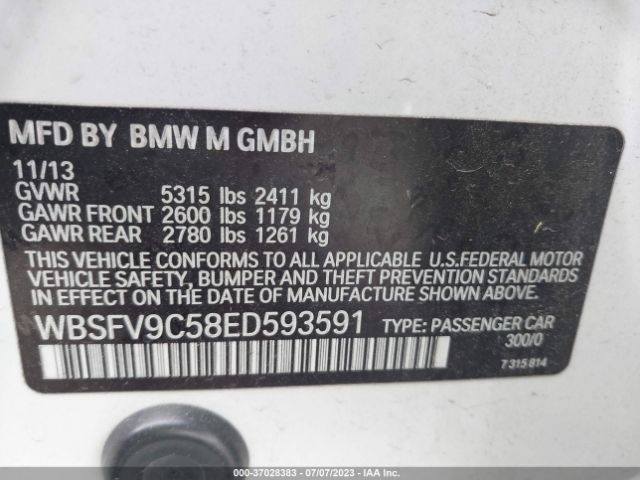 MFD BY BMW M GMBH
11/13
GVWR 5315 lbs 2411 kg
GAWR FRONT 2600 lbs 1179 kg
GAWR REAR 2780 lbs 1261 kg
THIS VEHICLE CONFORMS TO ALL APPLICABLE U.S.FEDERAL MOTOR
VEHICLE SAFETY, BUMPER AND THEFT PREVENTION STANDARDS
IN EFFECT ON THE DATE OF MANUFACTURE SHOWN ABOVE.
WBSFV9C58ED593591 TYPE: PASSENGER CAR
300/0
7315814
000-37028383 - 07/07/2023 - IAA, Inc.